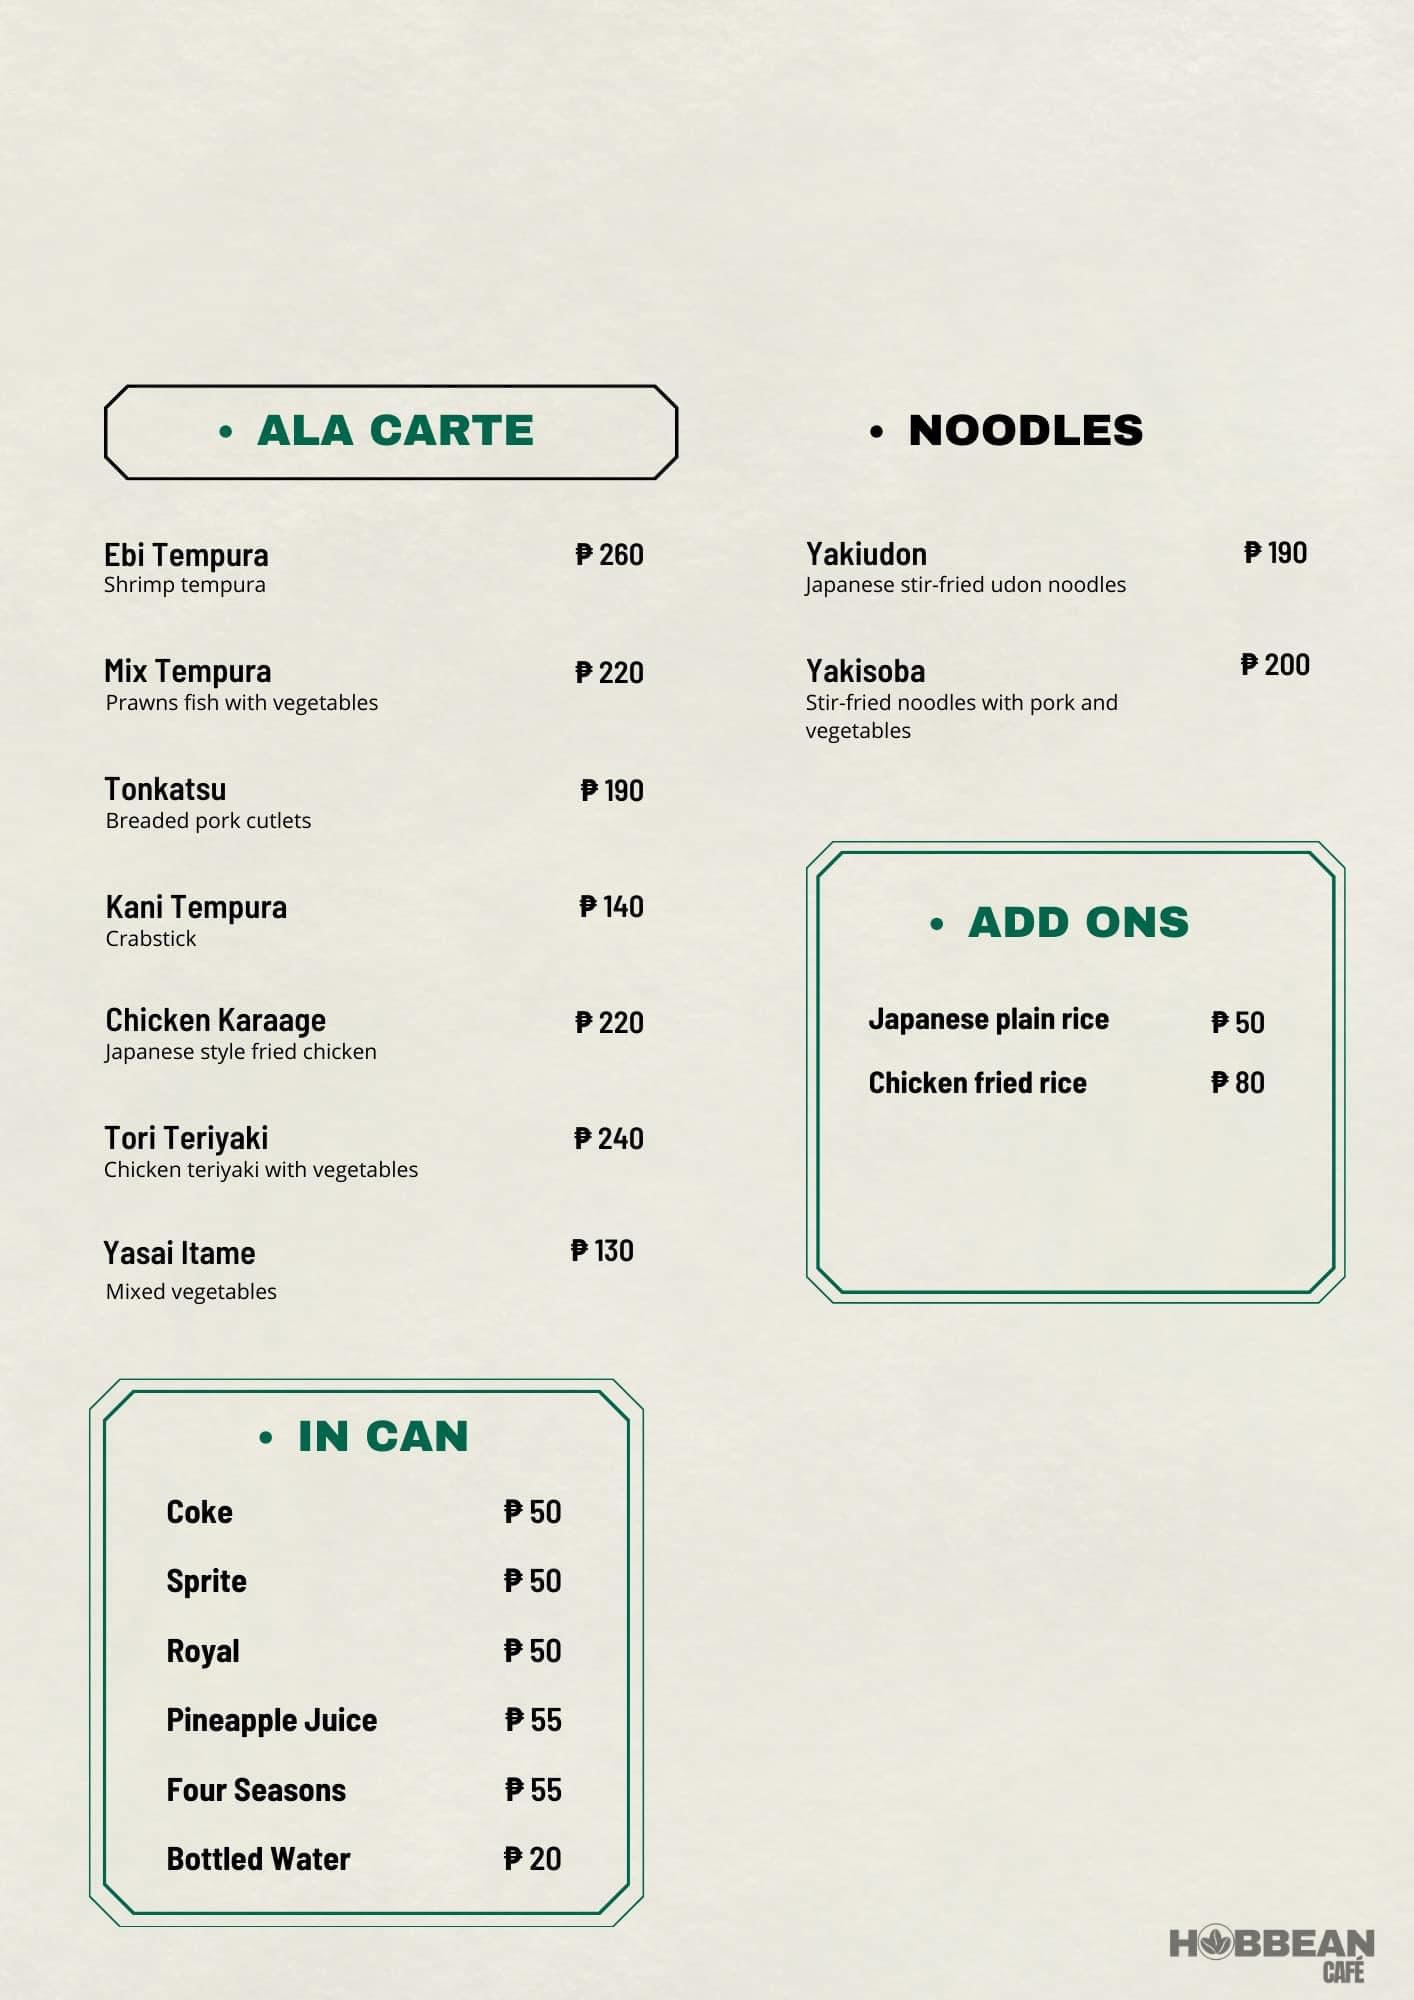 • ALA CARTE
Ebi Tempura ₱ 260
Shrimp tempura
Mix Tempura ₱ 220
Prawns fish with vegetables
Tonkatsu ₱ 190
Breaded pork cutlets
Kani Tempura ₱ 140
Crabstick
Chicken Karaage ₱ 220
Japanese style fried chicken
Tori Teriyaki ₱ 240
Chicken teriyaki with vegetables
Yasai Itame ₱ 130
Mixed vegetables
• IN CAN
Coke ₱ 50
Sprite ₱ 50
Royal ₱ 50
Pineapple Juice ₱ 55
Four Seasons ₱ 55
Bottled Water ₱ 20
• NOODLES
Yakiudon ₱ 190
Japanese stir-fried udon noodles
Yakisoba ₱ 200
Stir-fried noodles with pork and
vegetables
• ADD ONS
Japanese plain rice ₱ 50
Chicken fried rice ₱ 80
HOBBEAN
CAFÉ